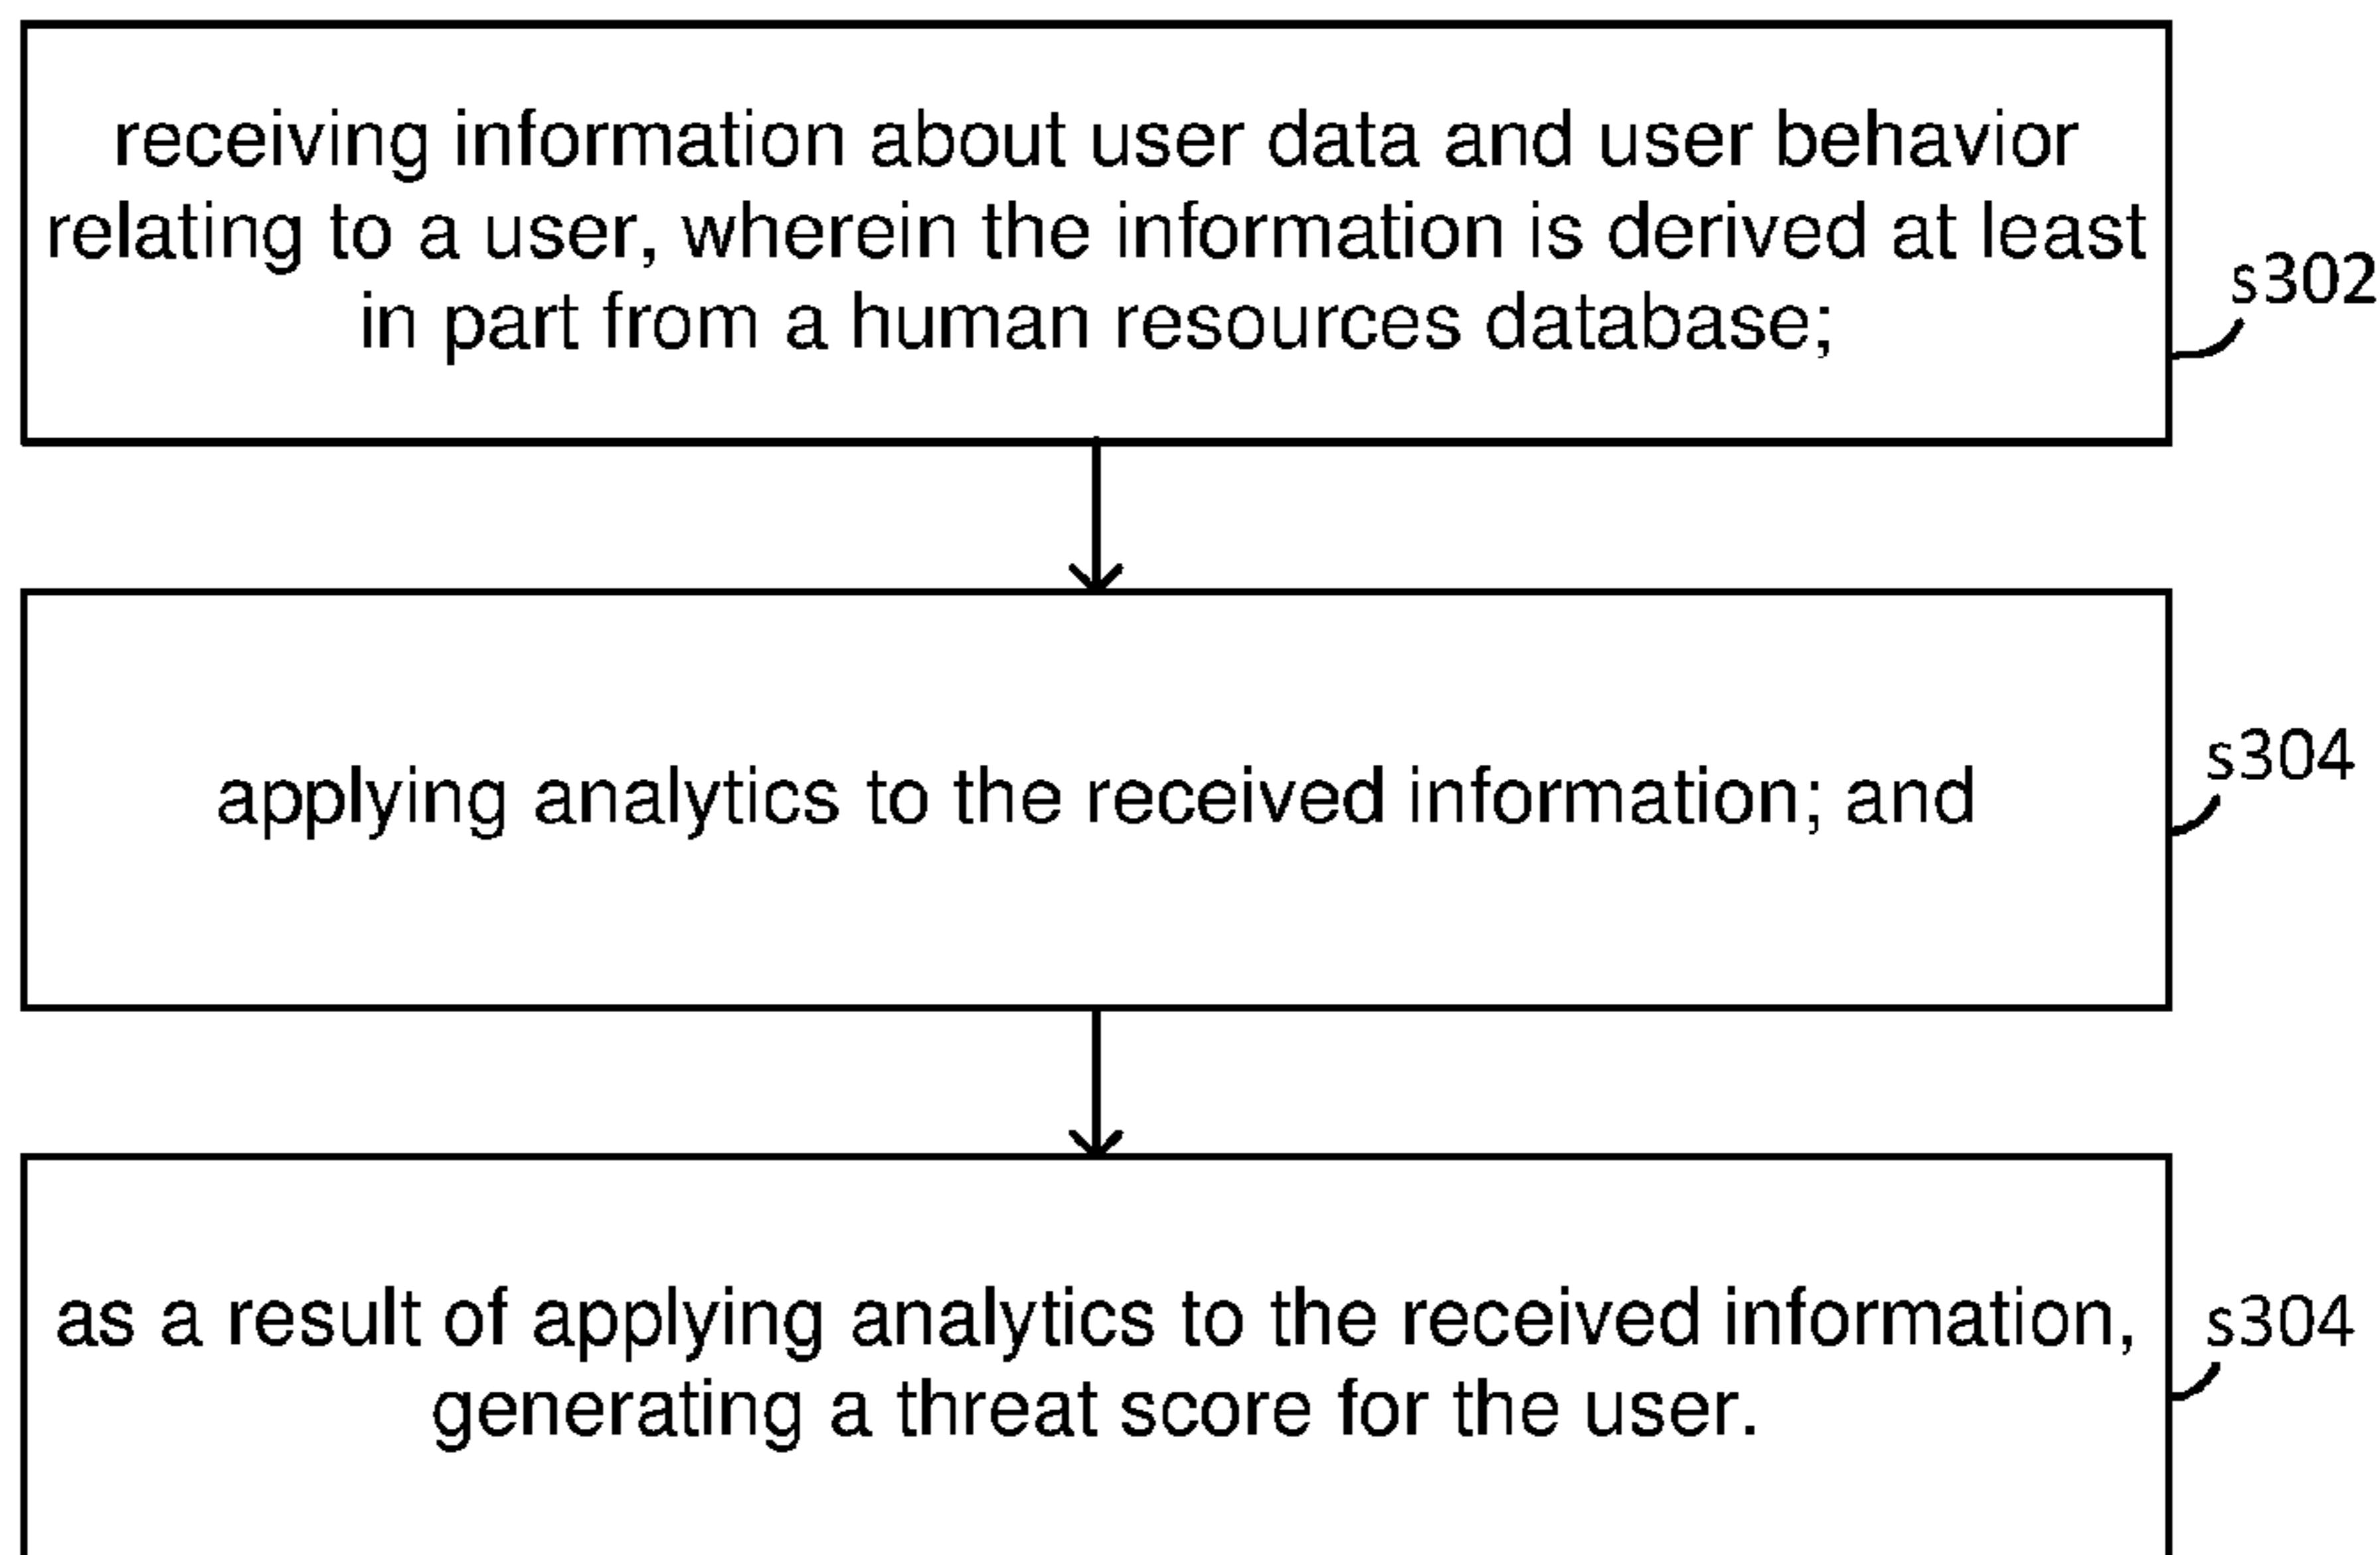 receiving information about user data and user behavior
relating to a user, wherein the information is derived at least
in part from a human resources database;
s302
applying analytics to the received information; and
s304
as a result of applying analytics to the received information,
generating a threat score for the user.
s304